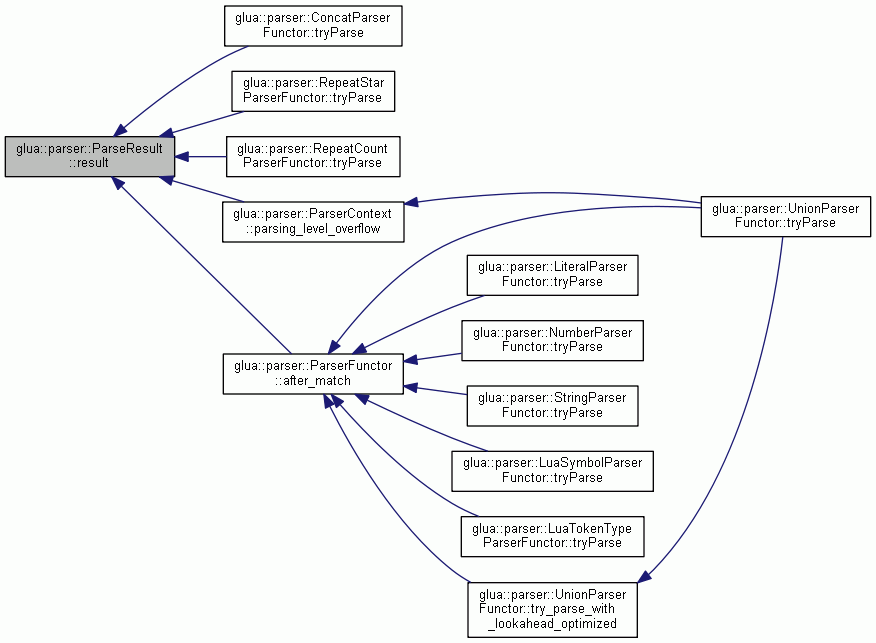 glua::parser::ConcatParser
Functor::tryParse
glua::parser::RepeatStar
ParserFunctor::tryParse
glua::parser::ParseResult
::result
glua::parser::RepeatCount
ParserFunctor::tryParse
glua::parser::ParserContext
::parsing_level_overflow
glua::parser::UnionParser
Functor::tryParse
glua::parser::LiteralParser
Functor::tryParse
glua::parser::NumberParser
Functor::tryParse
glua::parser::ParserFunctor
::after_match
glua::parser::StringParser
Functor::tryParse
glua::parser::LuaSymbolParser
Functor::tryParse
glua::parser::LuaTokenType
ParserFunctor::tryParse
glua::parser::UnionParser
Functor::try_parse_with
_lookahead_optimized